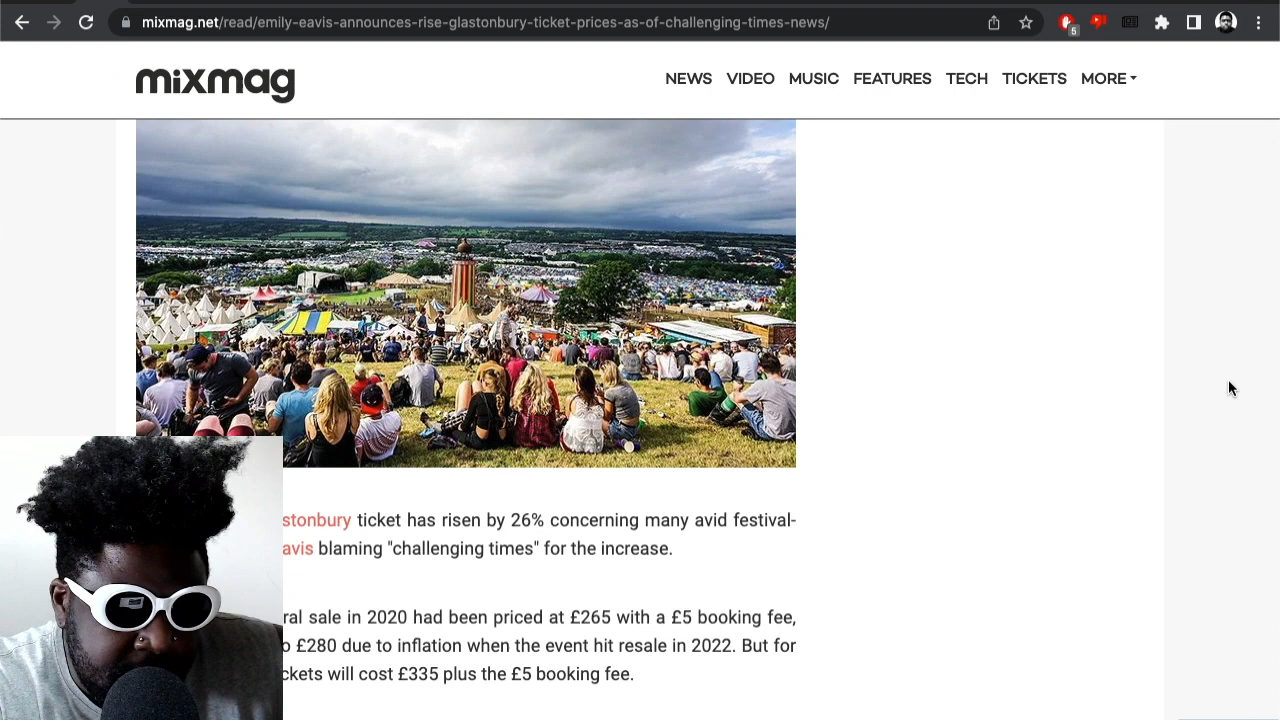 mixmag.net/read/emily-eavis-announces-rise-glastonbury-ticket-prices-as-of-challenging-times-news/
5
mixmag
NEWS VIDEO MUSIC FEATURES TECH TICKETS MORE
stonbury ticket has risen by 26% concerning many avid festival-
avis blaming "challenging times" for the increase.
ral sale in 2020 had been priced at £265 with a £5 booking fee,
o £280 due to inflation when the event hit resale in 2022. But for
ckets will cost £335 plus the £5 booking fee.